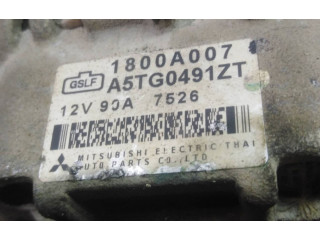 GSLF
1800A007
A5TG0491ZT
12V 90A 7526
MITSUBISHI ELECTRIC THAI
AUTO PARTS CO.,LTD